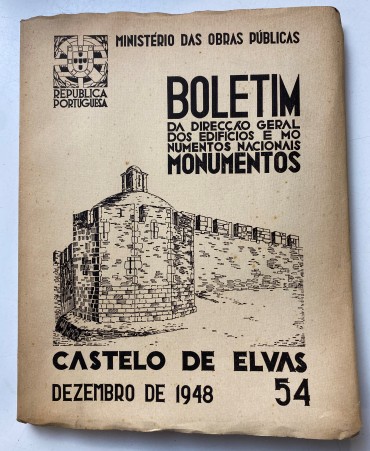 MINISTÉRIO DAS OBRAS PÚBLICAS
REPUBLICA
PORTUGUESA
BOLETIM
DA DIRECÇÃO GERAL
DOS EDIFÍCIOS E MO
NUMENTOS NACIONAIS
MONUMENTOS
CASTELO DE ELVAS
DEZEMBRO DE 1948
54